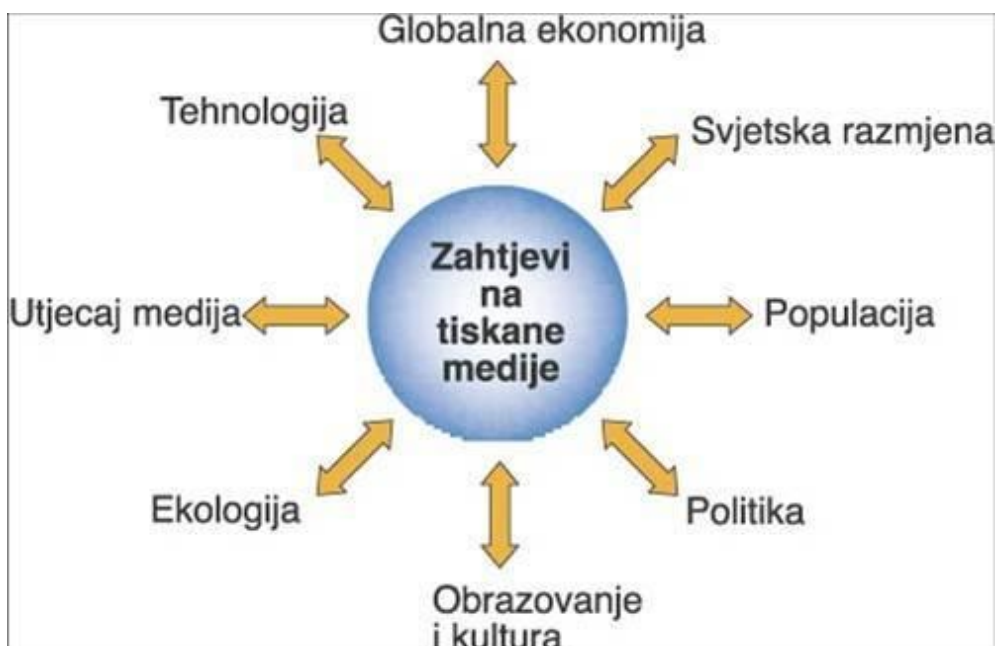 Globalna ekonomija
Tehnologija
Svjetska razmjena
Zahtjevi
na
tiskane
medije
Utjecaj medija
Populacija
Ekologija
Politika
Obrazovanje
i kultura